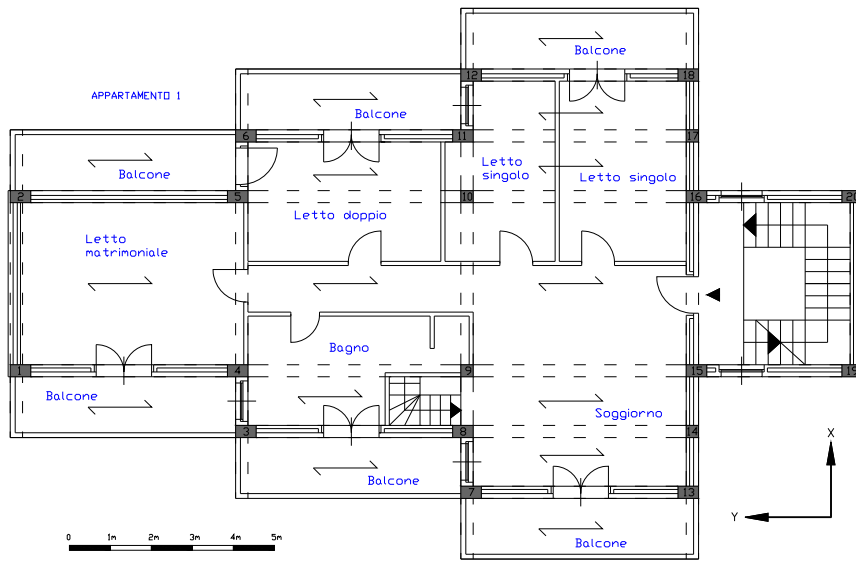 Balcone
12
18
APPARTAMENTO 1
Balcone
6
11
17
Balcone
Letto
singolo
Letto singolo
2
5
10
16
20
Letto doppio
Letto
matrimoniale
Bagno
1
4
9
15
19
Balcone
Soggiorno
3
8
14
X
Balcone
7
13
Y
Balcone
0 1m 2m 3m 4m 5m